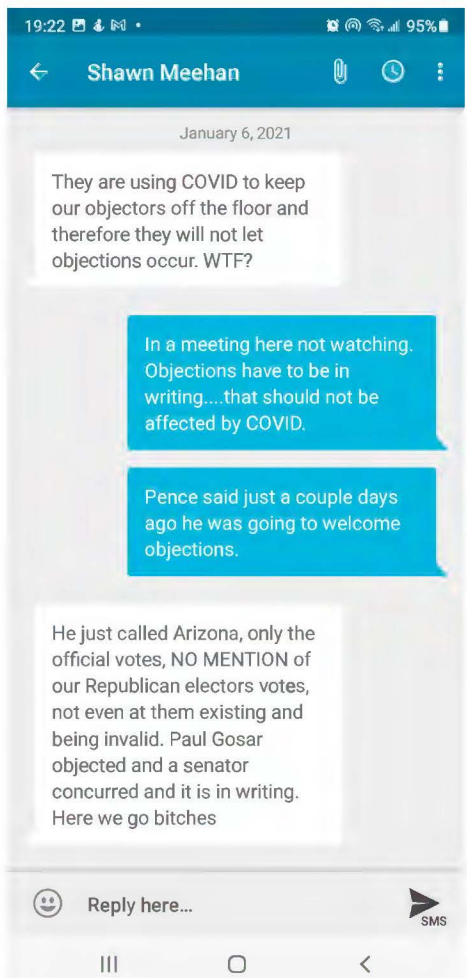 19:22
95%
Shawn Meehan
January 6, 2021
They are using COVID to keep
our objectors off the floor and
therefore they will not let
objections occur. WTF?
In a meeting here not watching.
Objections have to be in
writing....that should not be
affected by COVID.
Pence said just a couple days
ago he was going to welcome
objections.
He just called Arizona, only the
official votes, NO MENTION of
our Republican electors votes,
not even at them existing and
being invalid. Paul Gosar
objected and a senator
concurred and it is in writing.
Here we go bitches
Reply here...
SMS